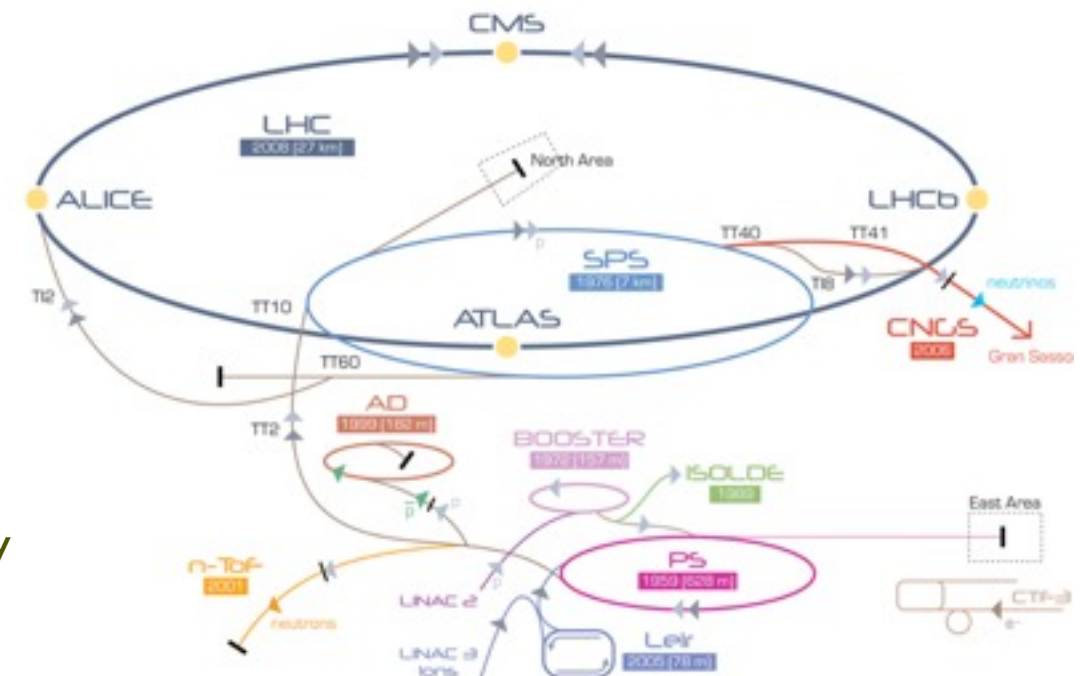 CMS
LHC
2008 (27 km)
North Area
ALICE
LHCb
TT40
TT41
SPS
1976 (7 km)
TI8
TI2
TT10
ATLAS
neutrinos
CNGS
2006
Gran Sasso
TT60
AD
1999 (182 m)
TT2
BOOSTER
1972 (157 m)
ISOLDE
1989
East Area
p
p̄
p
n-ToF
2001
PS
1959 (628 m)
LINAC 2
p
CTF-3
e-
neutrons
LINAC 3
Ions
Leir
2005 (78 m)
y